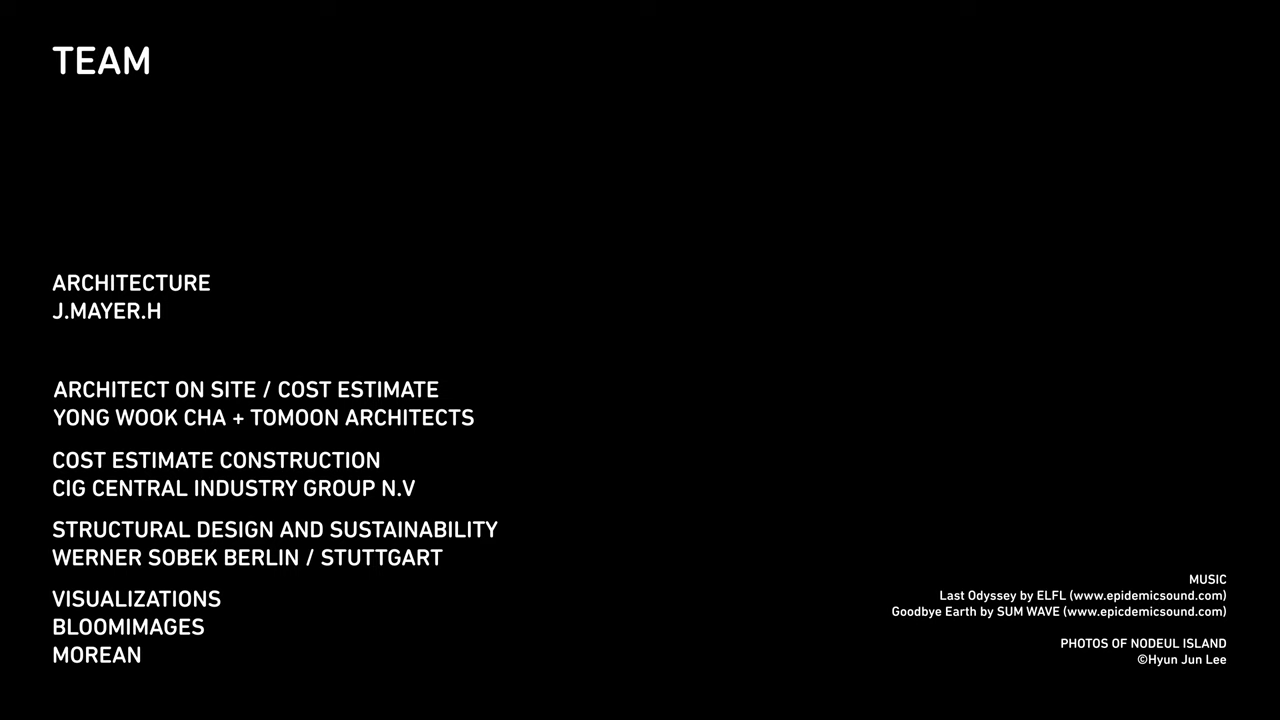 TEAM
ARCHITECTURE
J.MAYER.H
ARCHITECT ON SITE / COST ESTIMATE
YONG WOOK CHA + TOMOON ARCHITECTS
COST ESTIMATE CONSTRUCTION
CIG CENTRAL INDUSTRY GROUP N.V
STRUCTURAL DESIGN AND SUSTAINABILITY
WERNER SOBEK BERLIN / STUTTGART
VISUALIZATIONS
BLOOMIMAGES
MOREAN
MUSIC
Last Odyssey by ELFL (www.epidemicsound.com)
Goodbye Earth by SUM WAVE (www.epicdemicsound.com)
PHOTOS OF NODEUL ISLAND
©Hyun Jun Lee